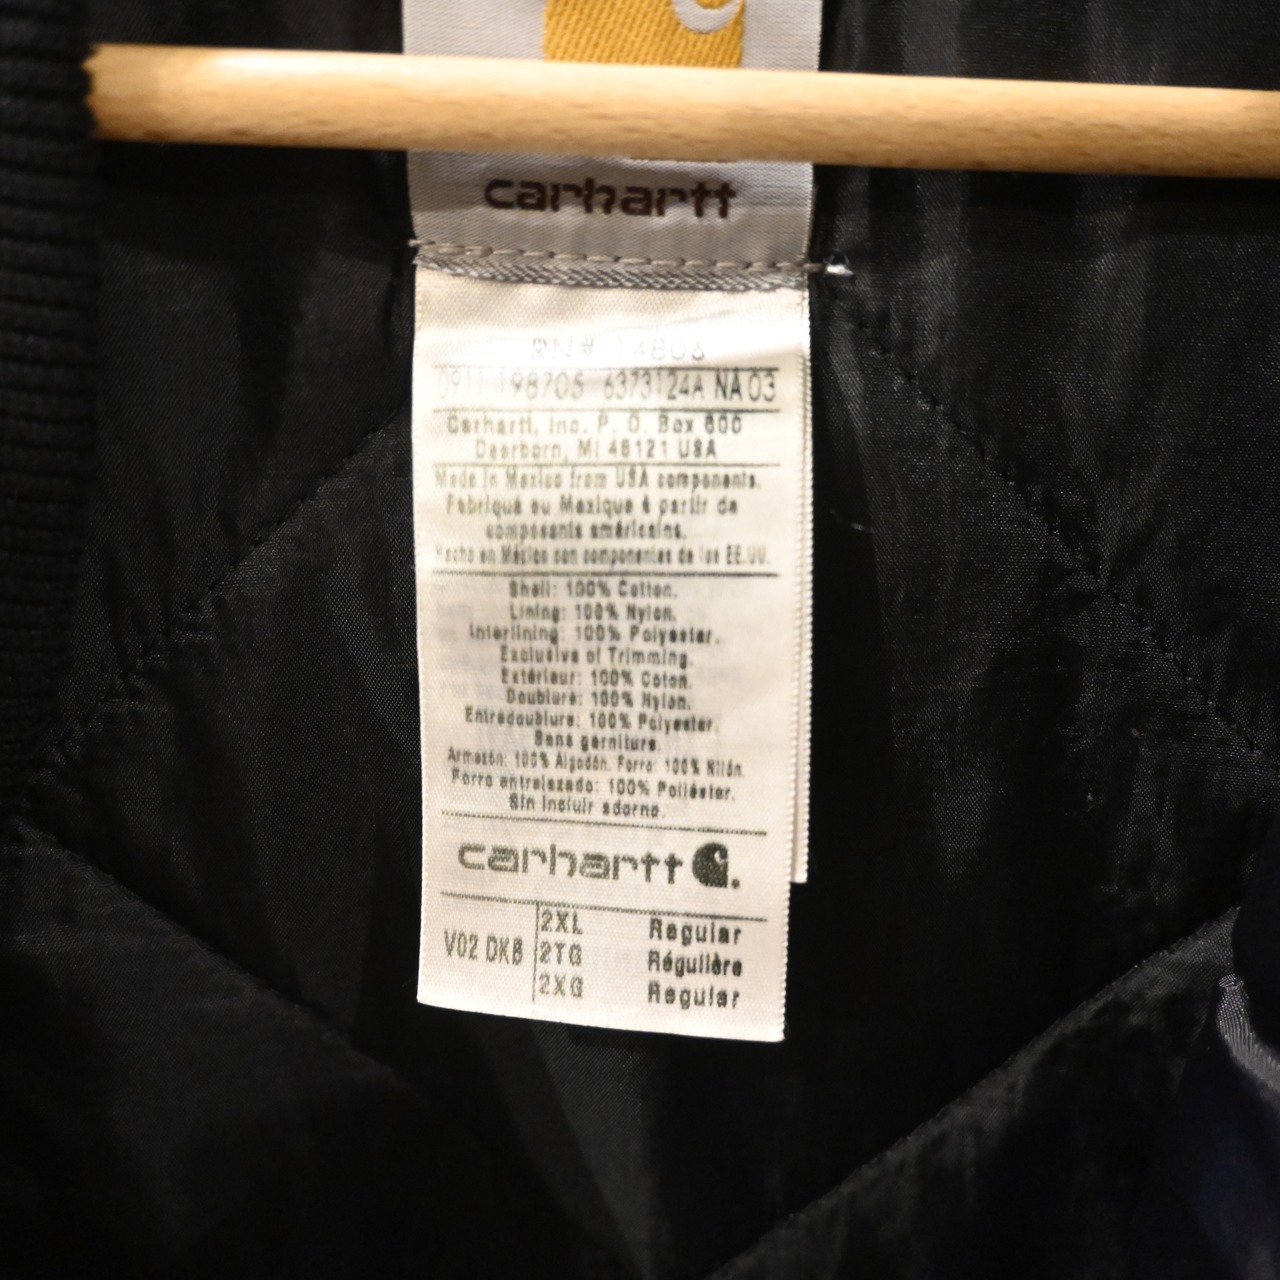 carhartt
RN# 14806
0911 198705 6373124A NA 03
Carhartt, Inc. P. O. Box 600
Dearborn, MI 48121 USA
Made In Mexico from USA components.
Fabriqué au Mexique à partir de
composants américains.
Hecho en México con componentes de los EE.UU.
Shell: 100% Cotton.
Lining: 100% Nylon.
Interlining: 100% Polyester.
Exclusive of Trimming.
Extérieur: 100% Coton.
Doublure: 100% Nylon.
Entredoublure: 100% Polyester.
Sans garniture.
Armazón: 100% Algodón. Forro: 100% Nilón.
Forro entrelazado: 100% Poliéster.
Sin incluir adorno.
carhartt
2XL Regular
V02 DKB 2TG Régulière
2XG Regular